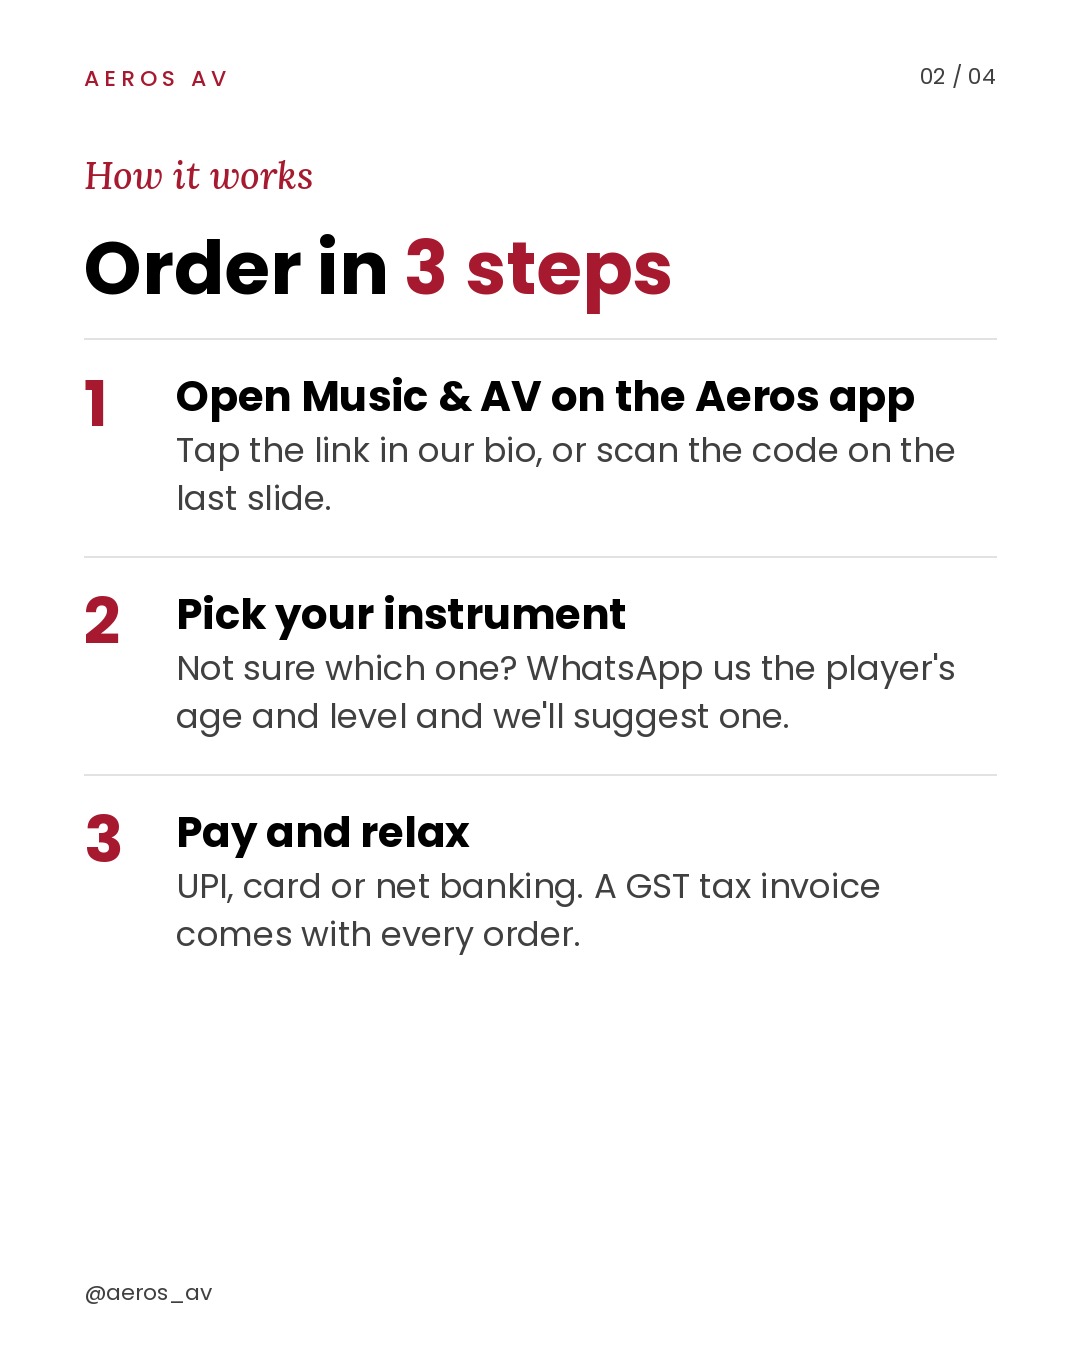 AEROS AV
02 / 04
How it works
Order in 3 steps
1
Open Music & AV on the Aeros app
Tap the link in our bio, or scan the code on the
last slide.
2
Pick your instrument
Not sure which one? WhatsApp us the player's
age and level and we'll suggest one.
3
Pay and relax
UPI, card or net banking. A GST tax invoice
comes with every order.
@aeros_av